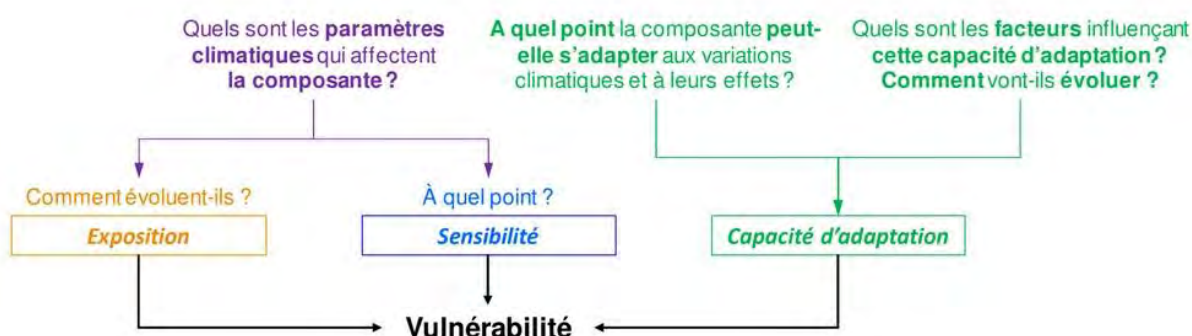 Quels sont les paramètres
climatiques qui affectent
la composante ?
A quel point la composante peut-
elle s'adapter aux variations
climatiques et à leurs effets ?
Quels sont les facteurs influençant
cette capacité d'adaptation ?
Comment vont-ils évoluer ?
Comment évoluent-ils ?
À quel point ?
Exposition
Sensibilité
Capacité d'adaptation
Vulnérabilité